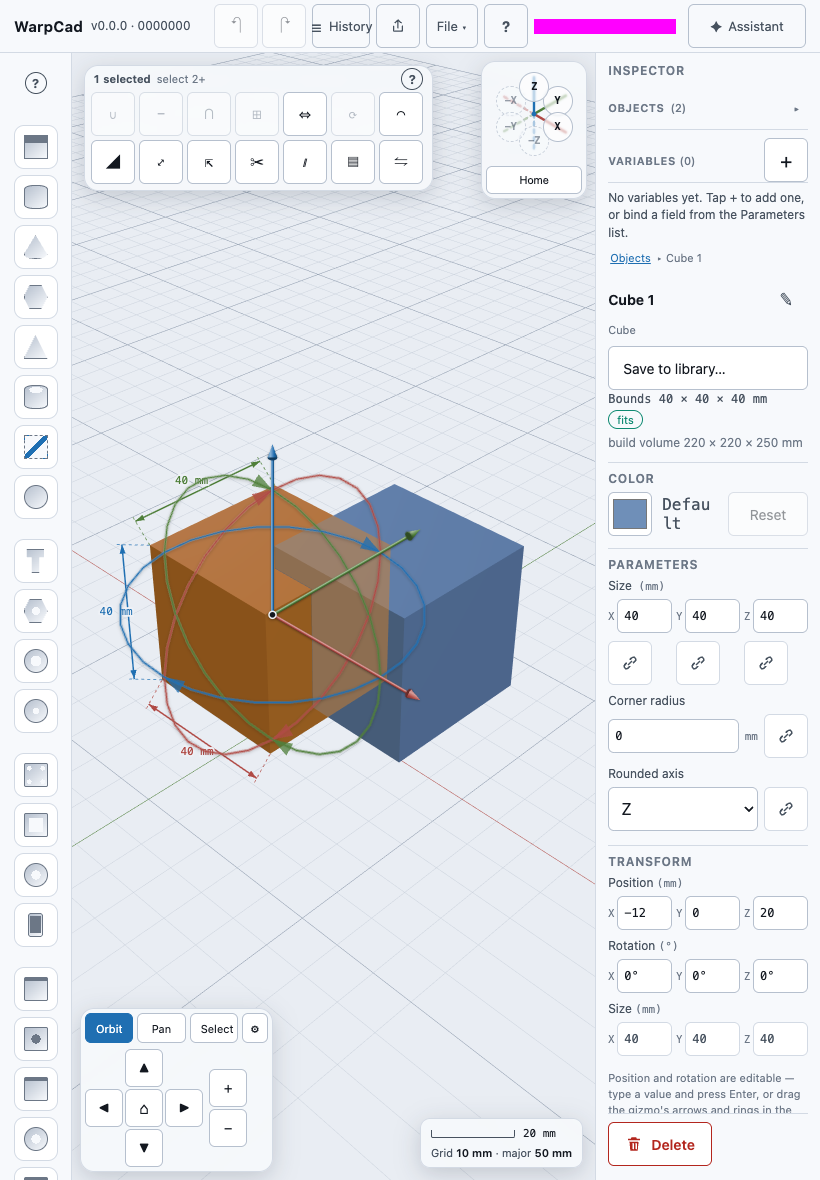 WarpCad v0.0.0 · 0000000
History
File ▾
?
Assistant
?
1 selected select 2+
?
Z
Y
X
−X
−Y
−Z
Home
INSPECTOR
OBJECTS (2)
VARIABLES (0)
+
No variables yet. Tap + to add one,
or bind a field from the Parameters
list.
Objects ▸ Cube 1
Cube 1
Cube
Save to library...
Bounds 40 × 40 × 40 mm
fits
build volume 220 × 220 × 250 mm
COLOR
Defau
lt
Reset
PARAMETERS
Size (mm)
X 40 Y 40 Z 40
Corner radius
0 mm
Rounded axis
Z
TRANSFORM
Position (mm)
X −12 Y 0 Z 20
Rotation (°)
X 0° Y 0° Z 0°
Size (mm)
X 40 Y 40 Z 40
Position and rotation are editable —
type a value and press Enter, or drag
the gizmo's arrows and rings in the
Delete
40 mm
40 mm
40 mm
Orbit Pan Select
+
−
20 mm
Grid 10 mm · major 50 mm